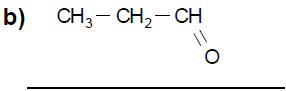 b) CH₃ — CH₂ — CH
\\
O